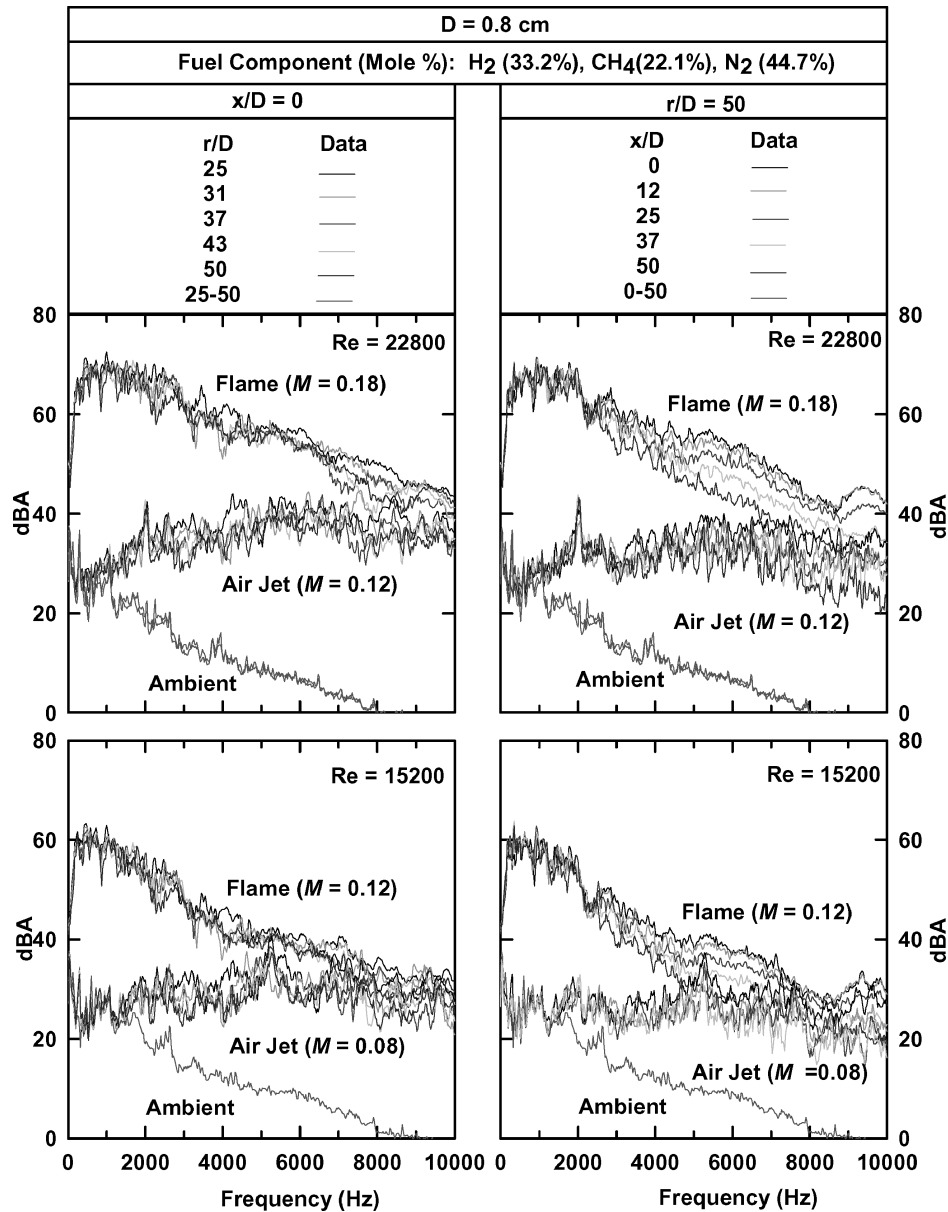 D = 0.8 cm
Fuel Component (Mole %): H2 (33.2%), CH4(22.1%), N2 (44.7%)
x/D = 0
r/D Data
25
31
37
43
50
25-50
r/D = 50
x/D Data
0
12
25
37
50
0-50
80
60
40
20
0
dBA
Re = 22800
Flame (M = 0.18)
Air Jet (M = 0.12)
Ambient
Re = 22800
Flame (M = 0.18)
Air Jet (M = 0.12)
Ambient
80
60
40
20
0
dBA
80
60
40
20
0
dBA
Re = 15200
Flame (M = 0.12)
Air Jet (M = 0.08)
Ambient
0 2000 4000 6000 8000 10000
Frequency (Hz)
Re = 15200
Flame (M = 0.12)
Air Jet (M =0.08)
Ambient
80
60
40
20
0
dBA
0 2000 4000 6000 8000 10000
Frequency (Hz)